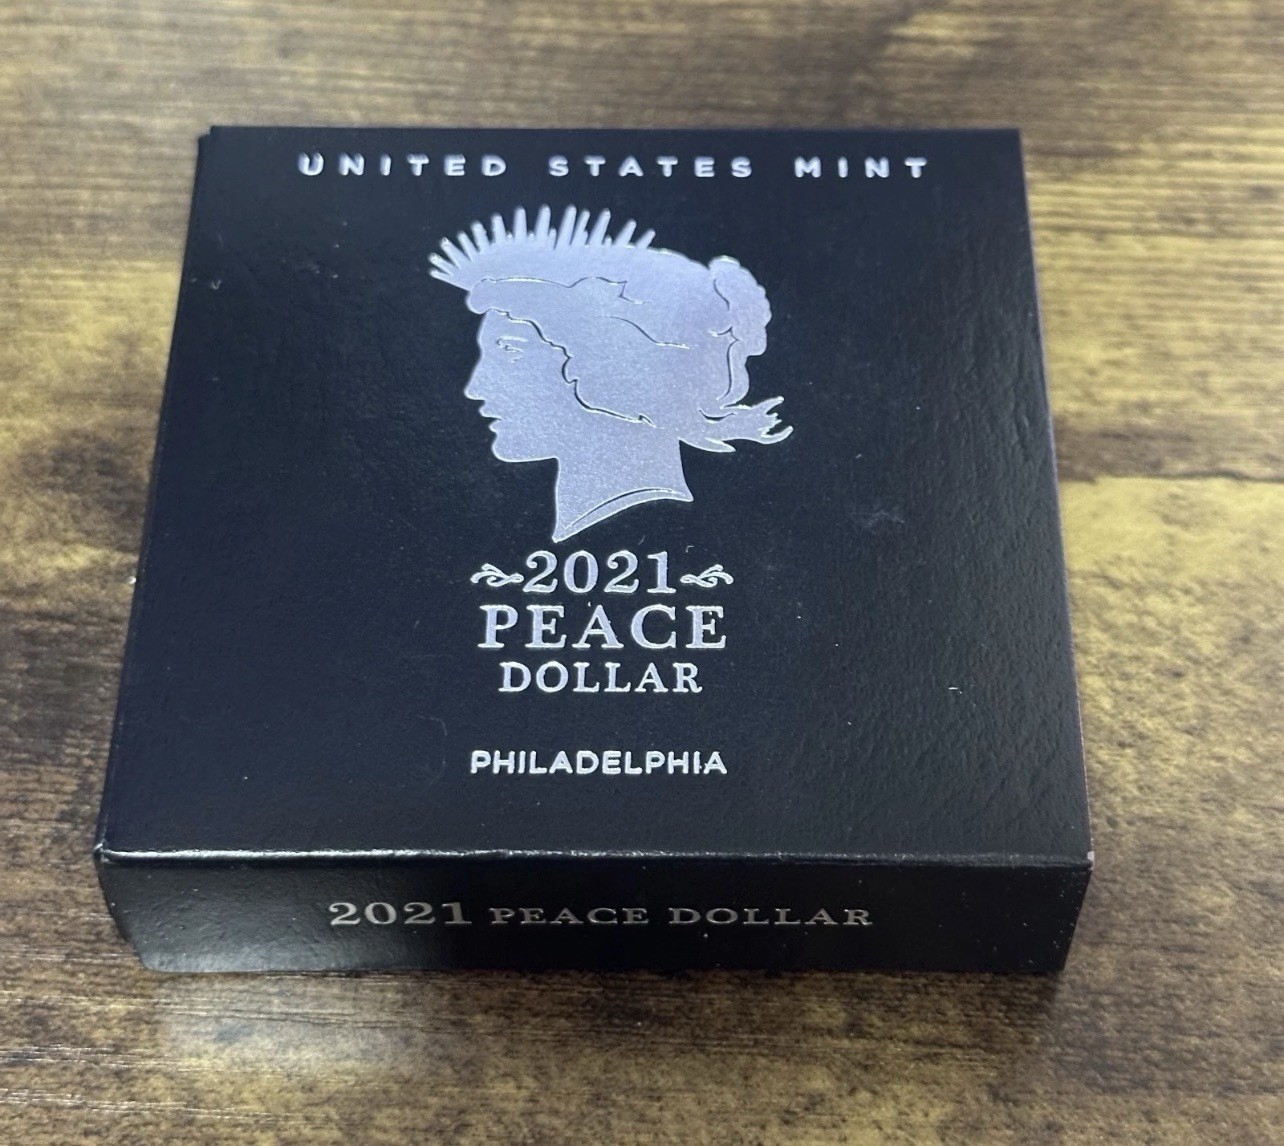 UNITED STATES MINT
2021
PEACE
DOLLAR
PHILADELPHIA
2021 PEACE DOLLAR